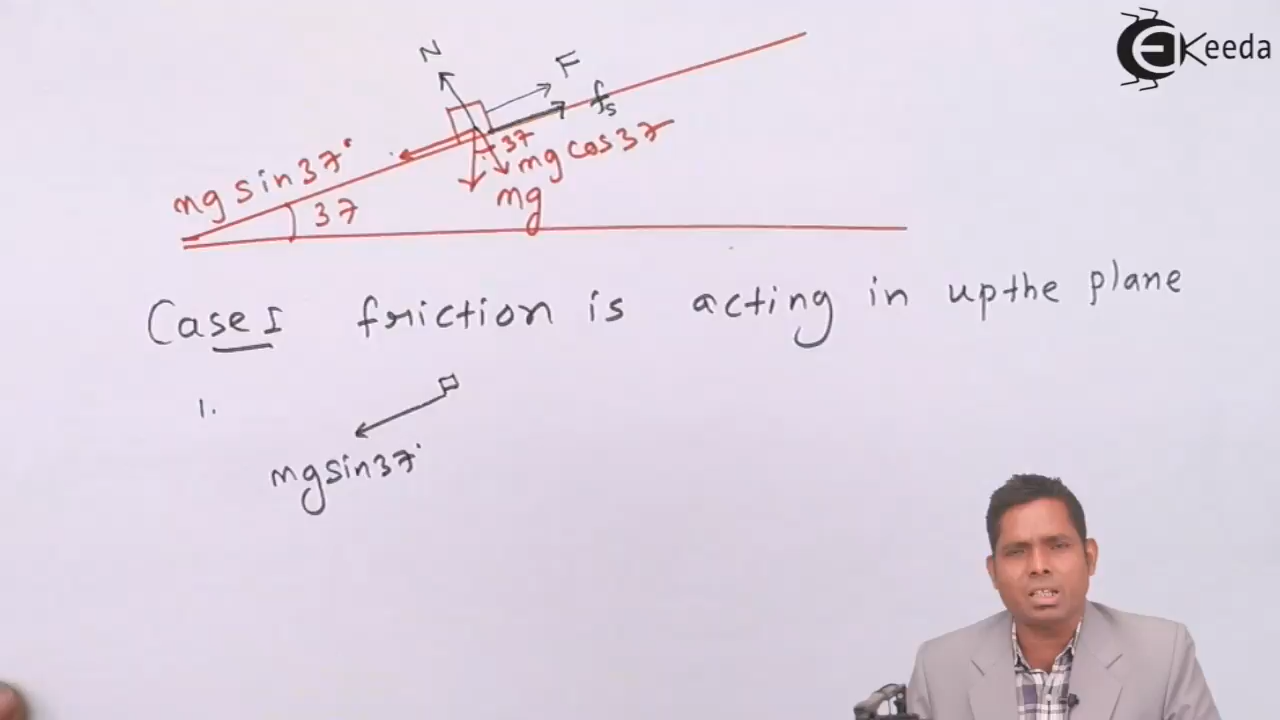 Ekeeda
N
F
fs
mg sin 37°
37
mg cos 37
mg
37
Case I friction is acting in up the plane
1.
mg sin 37°